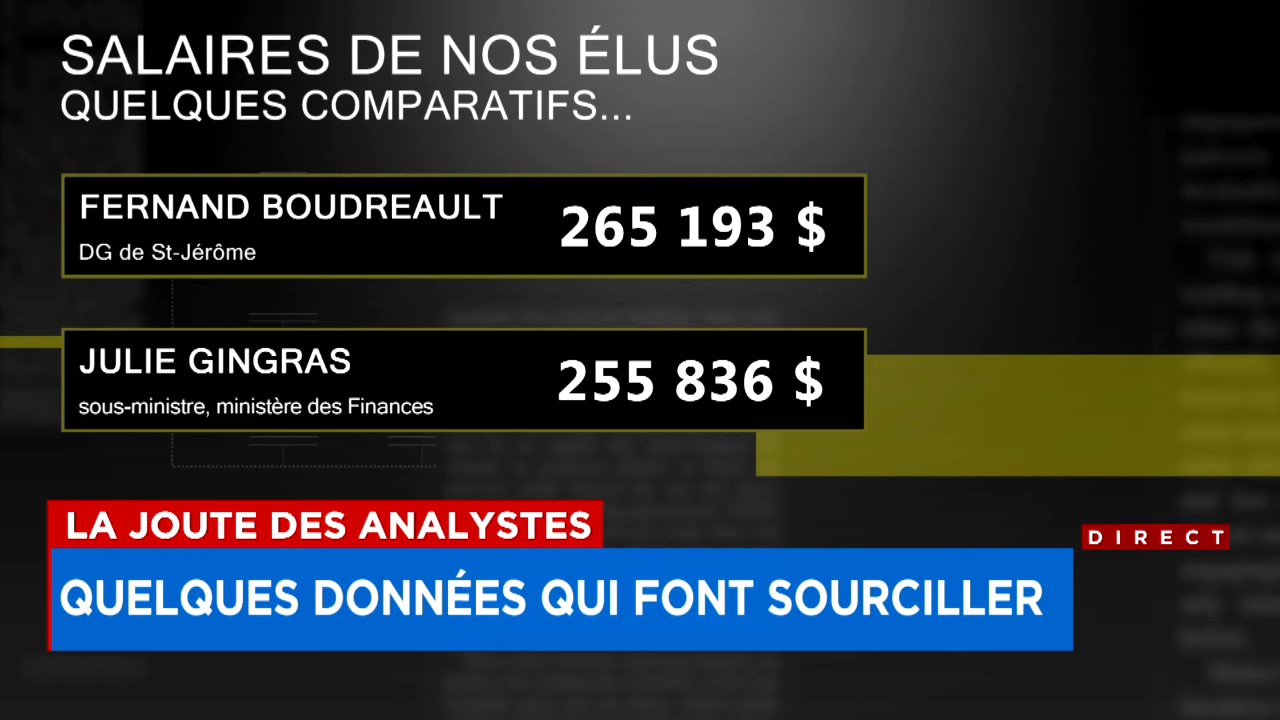 SALAIRES DE NOS ÉLUS
QUELQUES COMPARATIFS...
FERNAND BOUDREAULT
DG de St-Jérôme
265 193 $
JULIE GINGRAS
sous-ministre, ministère des Finances
255 836 $
LA JOUTE DES ANALYSTES
DIRECT
QUELQUES DONNÉES QUI FONT SOURCILLER